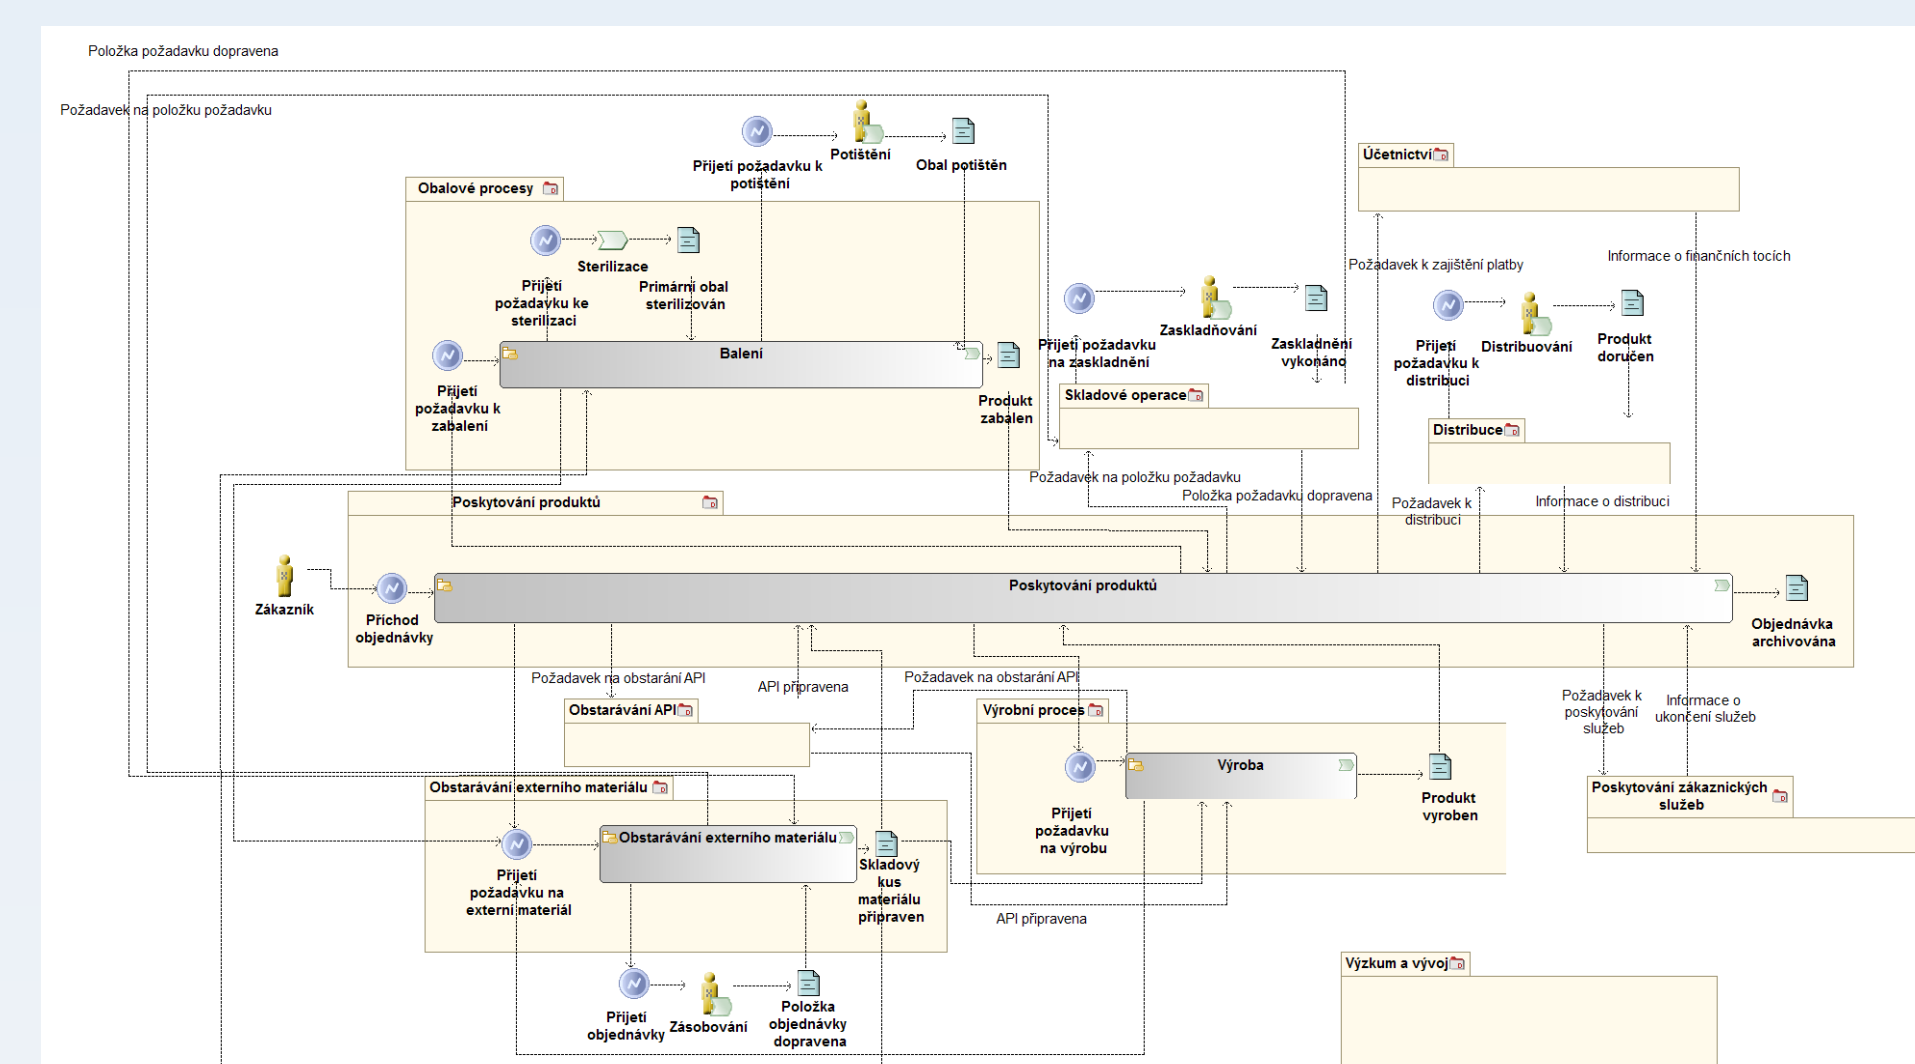 Položka požadavku dopravena
Požadavek na položku požadavku
Přijetí požadavku k
potištění
Potištění
Obal potištěn
Účetnictví
Obalové procesy
Sterilizace
Přijetí
požadavku ke
sterilizaci
Primární obal
sterilizován
Požadavek k zajištění platby
Informace o finančních tocích
Balení
Přijetí
požadavku k
zabalení
Produkt
zabalen
Přijetí požadavku
na zaskladnění
Zaskladňování
Zaskladnění
vykonáno
Přijetí
požadavku k
distribuci
Distribuování
Produkt
doručen
Skladové operace
Distribuce
Požadavek na položku požadavku
Položka požadavku dopravena
Požadavek k
distribuci
Informace o distribuci
Poskytování produktů
Poskytování produktů
Zákazník
Příchod
objednávky
Objednávka
archivována
Požadavek na obstarání API
API připravena
Požadavek na obstarání API
Požadavek k
poskytování
služeb
Informace o
ukončení služeb
Obstarávání API
Výrobní proces
Výroba
Přijetí
požadavku
na výrobu
Produkt
vyroben
Poskytování zákaznických
služeb
Obstarávání externího materiálu
Obstarávání externího materiálu
Přijetí
požadavku na
externí materiál
Skladový
kus
materiálu
připraven
API připravena
Výzkum a vývoj
Přijetí
objednávky
Zásobování
Položka
objednávky
dopravena